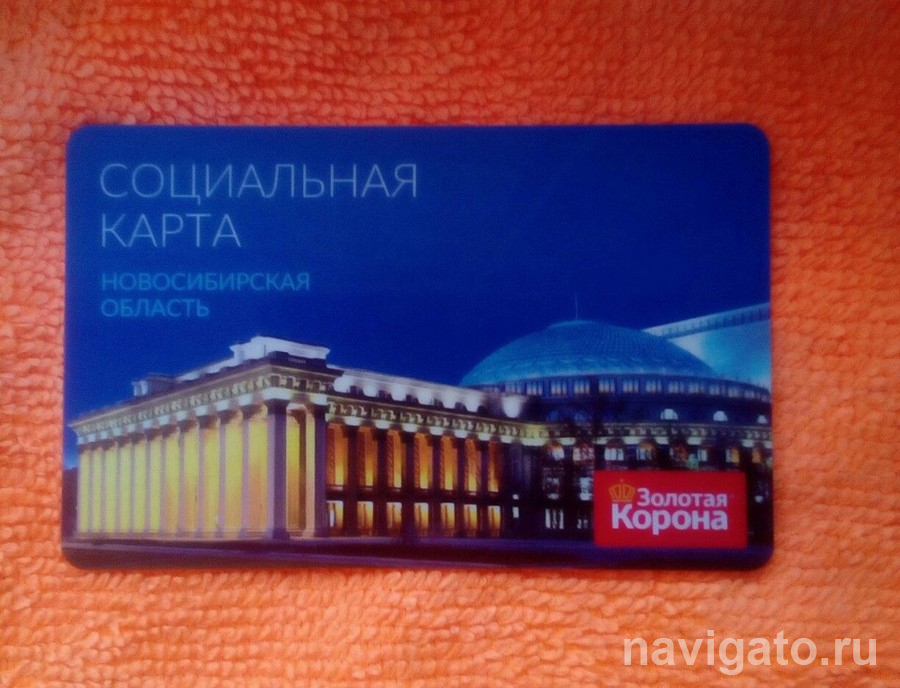 СОЦИАЛЬНАЯ
КАРТА
НОВОСИБИРСКАЯ
ОБЛАСТЬ
Золотая
Корона
navigato.ru